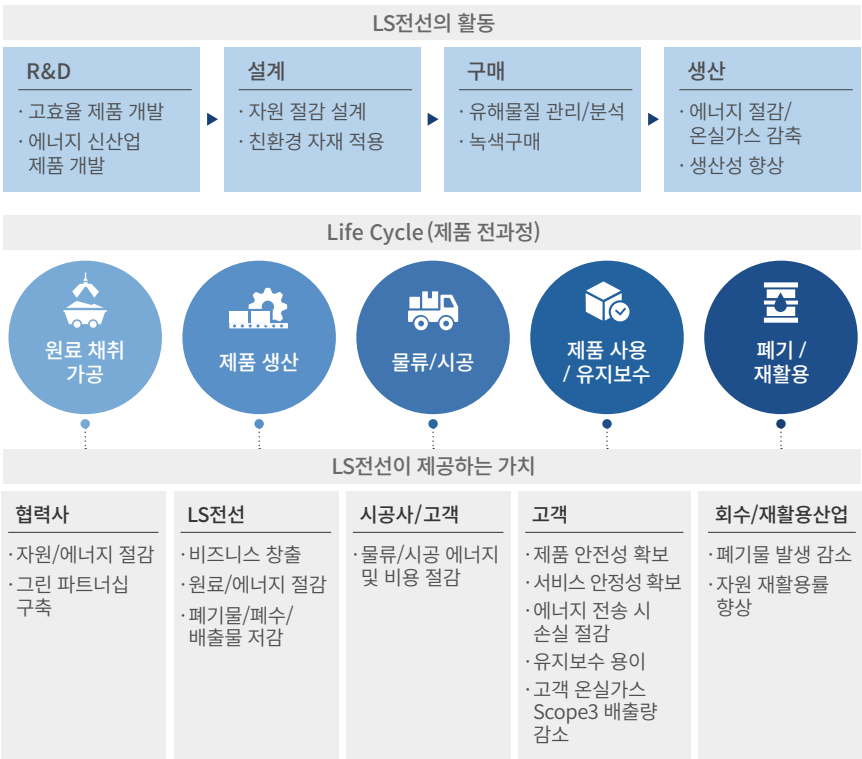 LS전선의 활동
R&D
· 고효율 제품 개발
· 에너지 신산업
제품 개발
설계
· 자원 절감 설계
· 친환경 자재 적용
구매
· 유해물질 관리/분석
· 녹색구매
생산
· 에너지 절감/
온실가스 감축
· 생산성 향상
Life Cycle (제품 전과정)
원료 채취
가공
제품 생산
물류/시공
제품 사용
/ 유지보수
폐기 /
재활용
LS전선이 제공하는 가치
협력사
· 자원/에너지 절감
· 그린 파트너십
구축
LS전선
· 비즈니스 창출
· 원료/에너지 절감
· 폐기물/폐수/
배출물 저감
시공사/고객
· 물류/시공 에너지
및 비용 절감
고객
· 제품 안전성 확보
· 서비스 안정성 확보
· 에너지 전송 시
손실 절감
· 유지보수 용이
· 고객 온실가스
Scope3 배출량
감소
회수/재활용산업
· 폐기물 발생 감소
· 자원 재활용률
향상